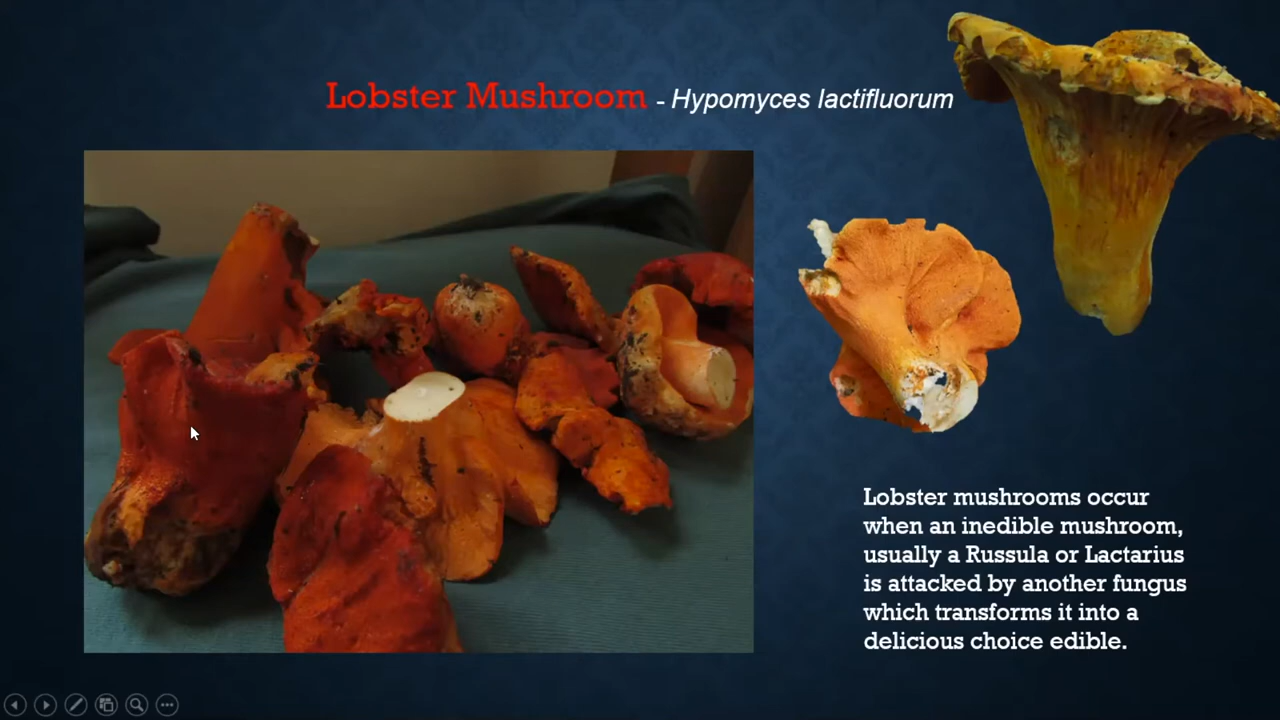 Lobster Mushroom - Hypomyces lactifluorum
Lobster mushrooms occur
when an inedible mushroom,
usually a Russula or Lactarius
is attacked by another fungus
which transforms it into a
delicious choice edible.